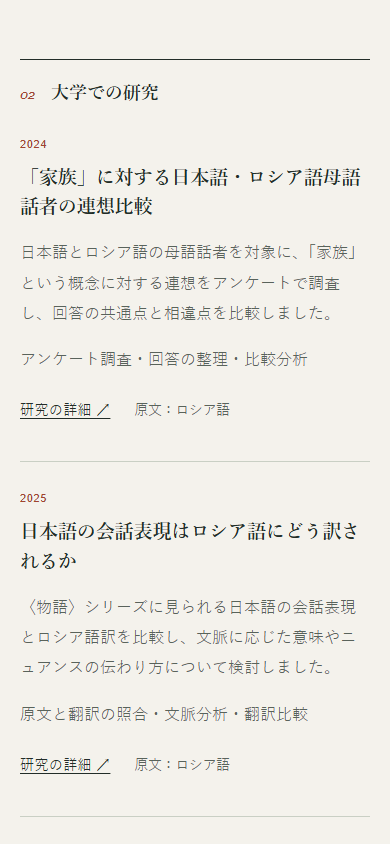 02 大学での研究
2024
「家族」に対する日本語・ロシア語母語
話者の連想比較
日本語とロシア語の母語話者を対象に、「家族」
という概念に対する連想をアンケートで調査
し、回答の共通点と相違点を比較しました。
アンケート調査・回答の整理・比較分析
研究の詳細 ↗ 原文：ロシア語
2025
日本語の会話表現はロシア語にどう訳さ
れるか
〈物語〉シリーズに見られる日本語の会話表現
とロシア語訳を比較し、文脈に応じた意味やニ
ュアンスの伝わり方について検討しました。
原文と翻訳の照合・文脈分析・翻訳比較
研究の詳細 ↗ 原文：ロシア語